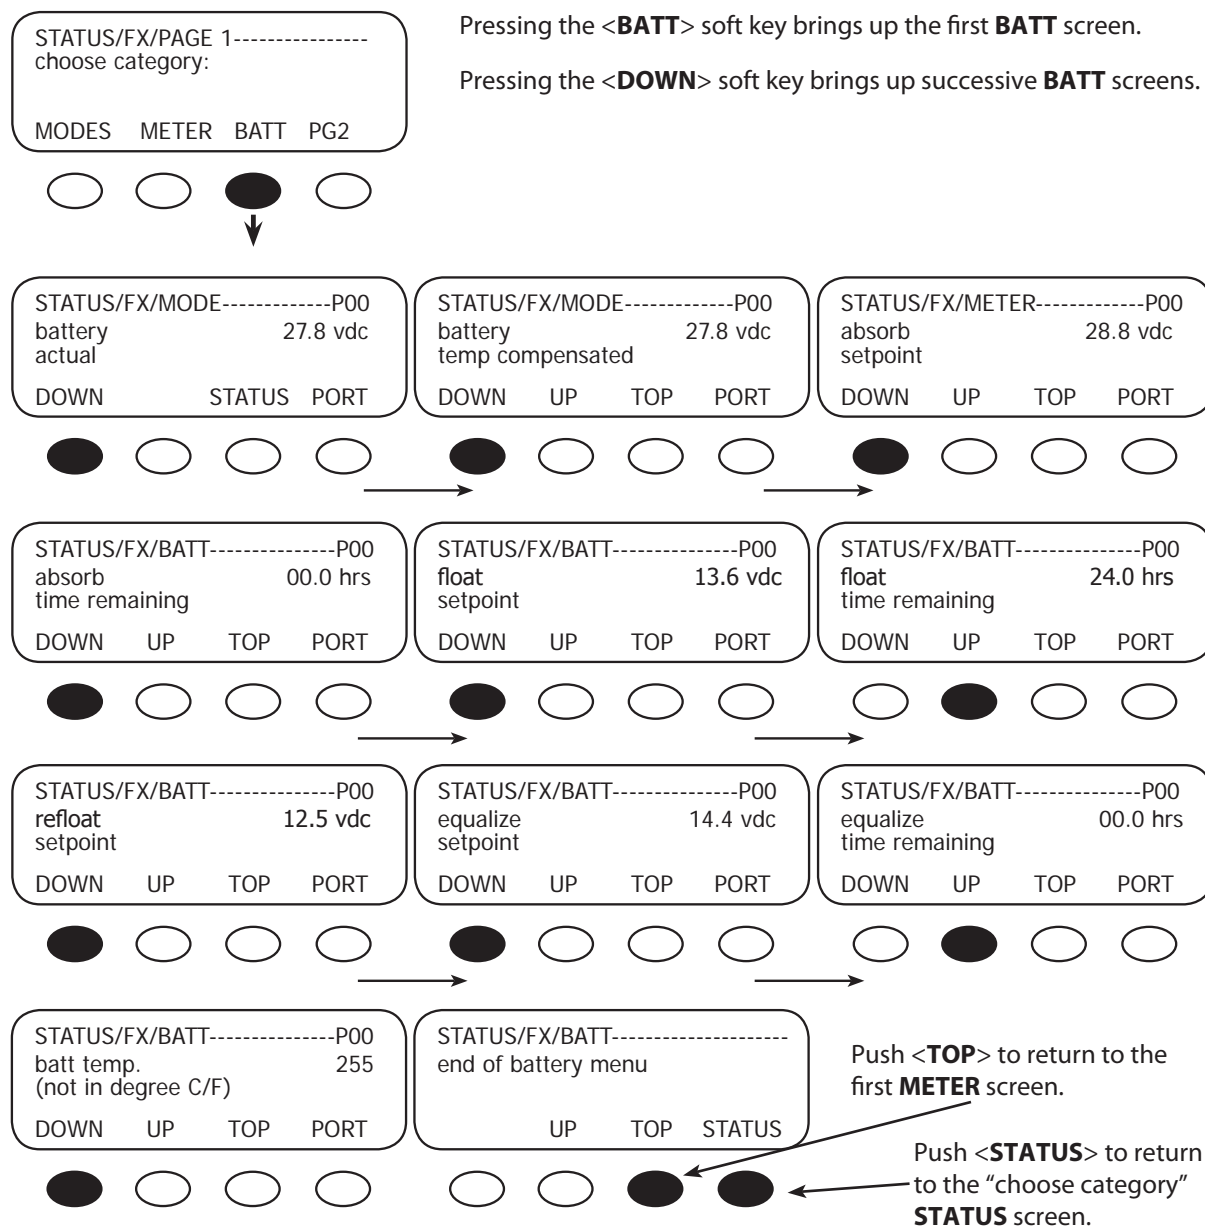 STATUS/FX/PAGE 1----------------
choose category:
MODES METER BATT PG2
Pressing the <BATT> soft key brings up the first BATT screen.
Pressing the <DOWN> soft key brings up successive BATT screens.
STATUS/FX/MODE-------------P00
battery 27.8 vdc
actual
DOWN STATUS PORT
STATUS/FX/MODE-------------P00
battery 27.8 vdc
temp compensated
DOWN UP TOP PORT
STATUS/FX/METER-------------P00
absorb 28.8 vdc
setpoint
DOWN UP TOP PORT
STATUS/FX/BATT---------------P00
absorb 00.0 hrs
time remaining
DOWN UP TOP PORT
STATUS/FX/BATT---------------P00
float 13.6 vdc
setpoint
DOWN UP TOP PORT
STATUS/FX/BATT---------------P00
float 24.0 hrs
time remaining
DOWN UP TOP PORT
STATUS/FX/BATT---------------P00
refloat 12.5 vdc
setpoint
DOWN UP TOP PORT
STATUS/FX/BATT---------------P00
equalize 14.4 vdc
setpoint
DOWN UP TOP PORT
STATUS/FX/BATT---------------P00
equalize 00.0 hrs
time remaining
DOWN UP TOP PORT
STATUS/FX/BATT---------------P00
batt temp. 255
(not in degree C/F)
DOWN UP TOP PORT
STATUS/FX/BATT---------------------
end of battery menu
UP TOP STATUS
Push <TOP> to return to the
first METER screen.
Push <STATUS> to return
to the “choose category”
STATUS screen.